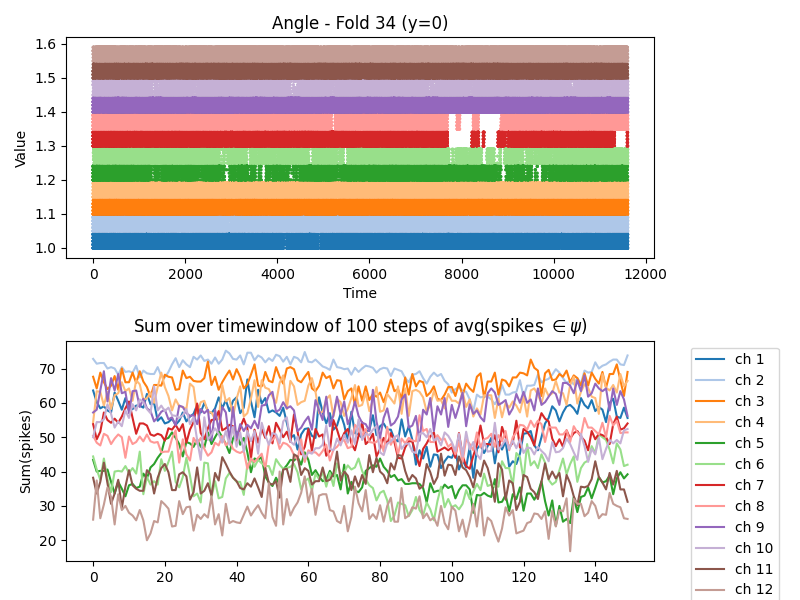 Angle - Fold 34 (y=0)
Value
1.6
1.5
1.4
1.3
1.2
1.1
1.0
0 2000 4000 6000 8000 10000 12000
Time
Sum over timewindow of 100 steps of avg(spikes ∈ ψ)
Sum(spikes)
70
60
50
40
30
20
0 20 40 60 80 100 120 140
ch 1
ch 2
ch 3
ch 4
ch 5
ch 6
ch 7
ch 8
ch 9
ch 10
ch 11
ch 12